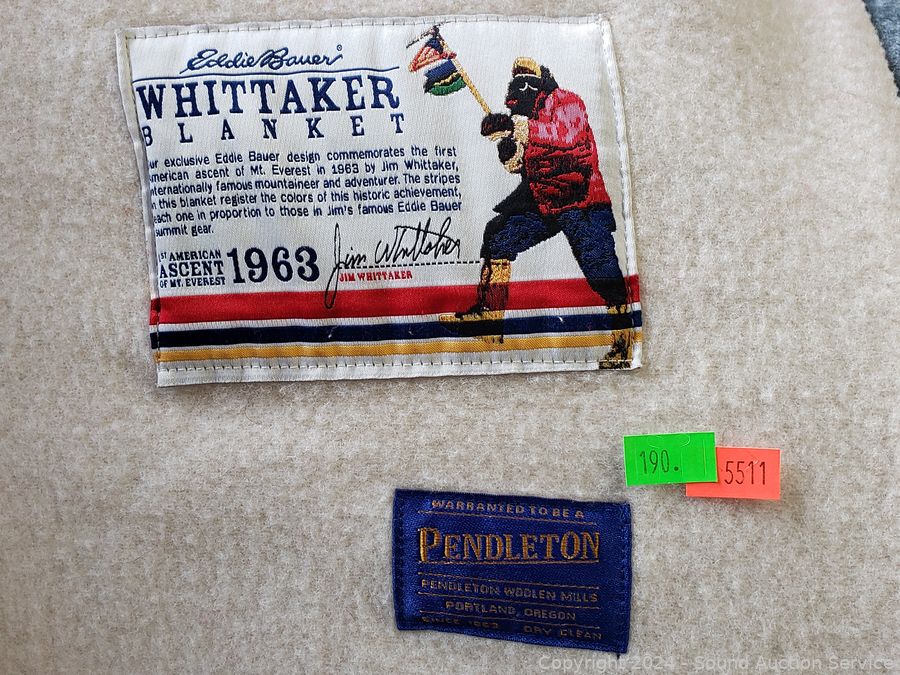 Eddie Bauer®
WHITTAKER
BLANKET
ur exclusive Eddie Bauer design commemorates the first
merican ascent of Mt. Everest in 1963 by Jim Whittaker,
nternationally famous mountaineer and adventurer. The stripes
n this blanket register the colors of this historic achievement,
each one in proportion to those in Jim's famous Eddie Bauer
summit gear.
1ST AMERICAN
ASCENT
OF MT. EVEREST
1963
Jim Whittaker
JIM WHITTAKER
190.
5511
WARRANTED TO BE A
PENDLETON
PENDLETON WOOLEN MILLS
PORTLAND, OREGON
SINCE 1863 DRY CLEAN
Copyright 2024 - Sound Auction Service